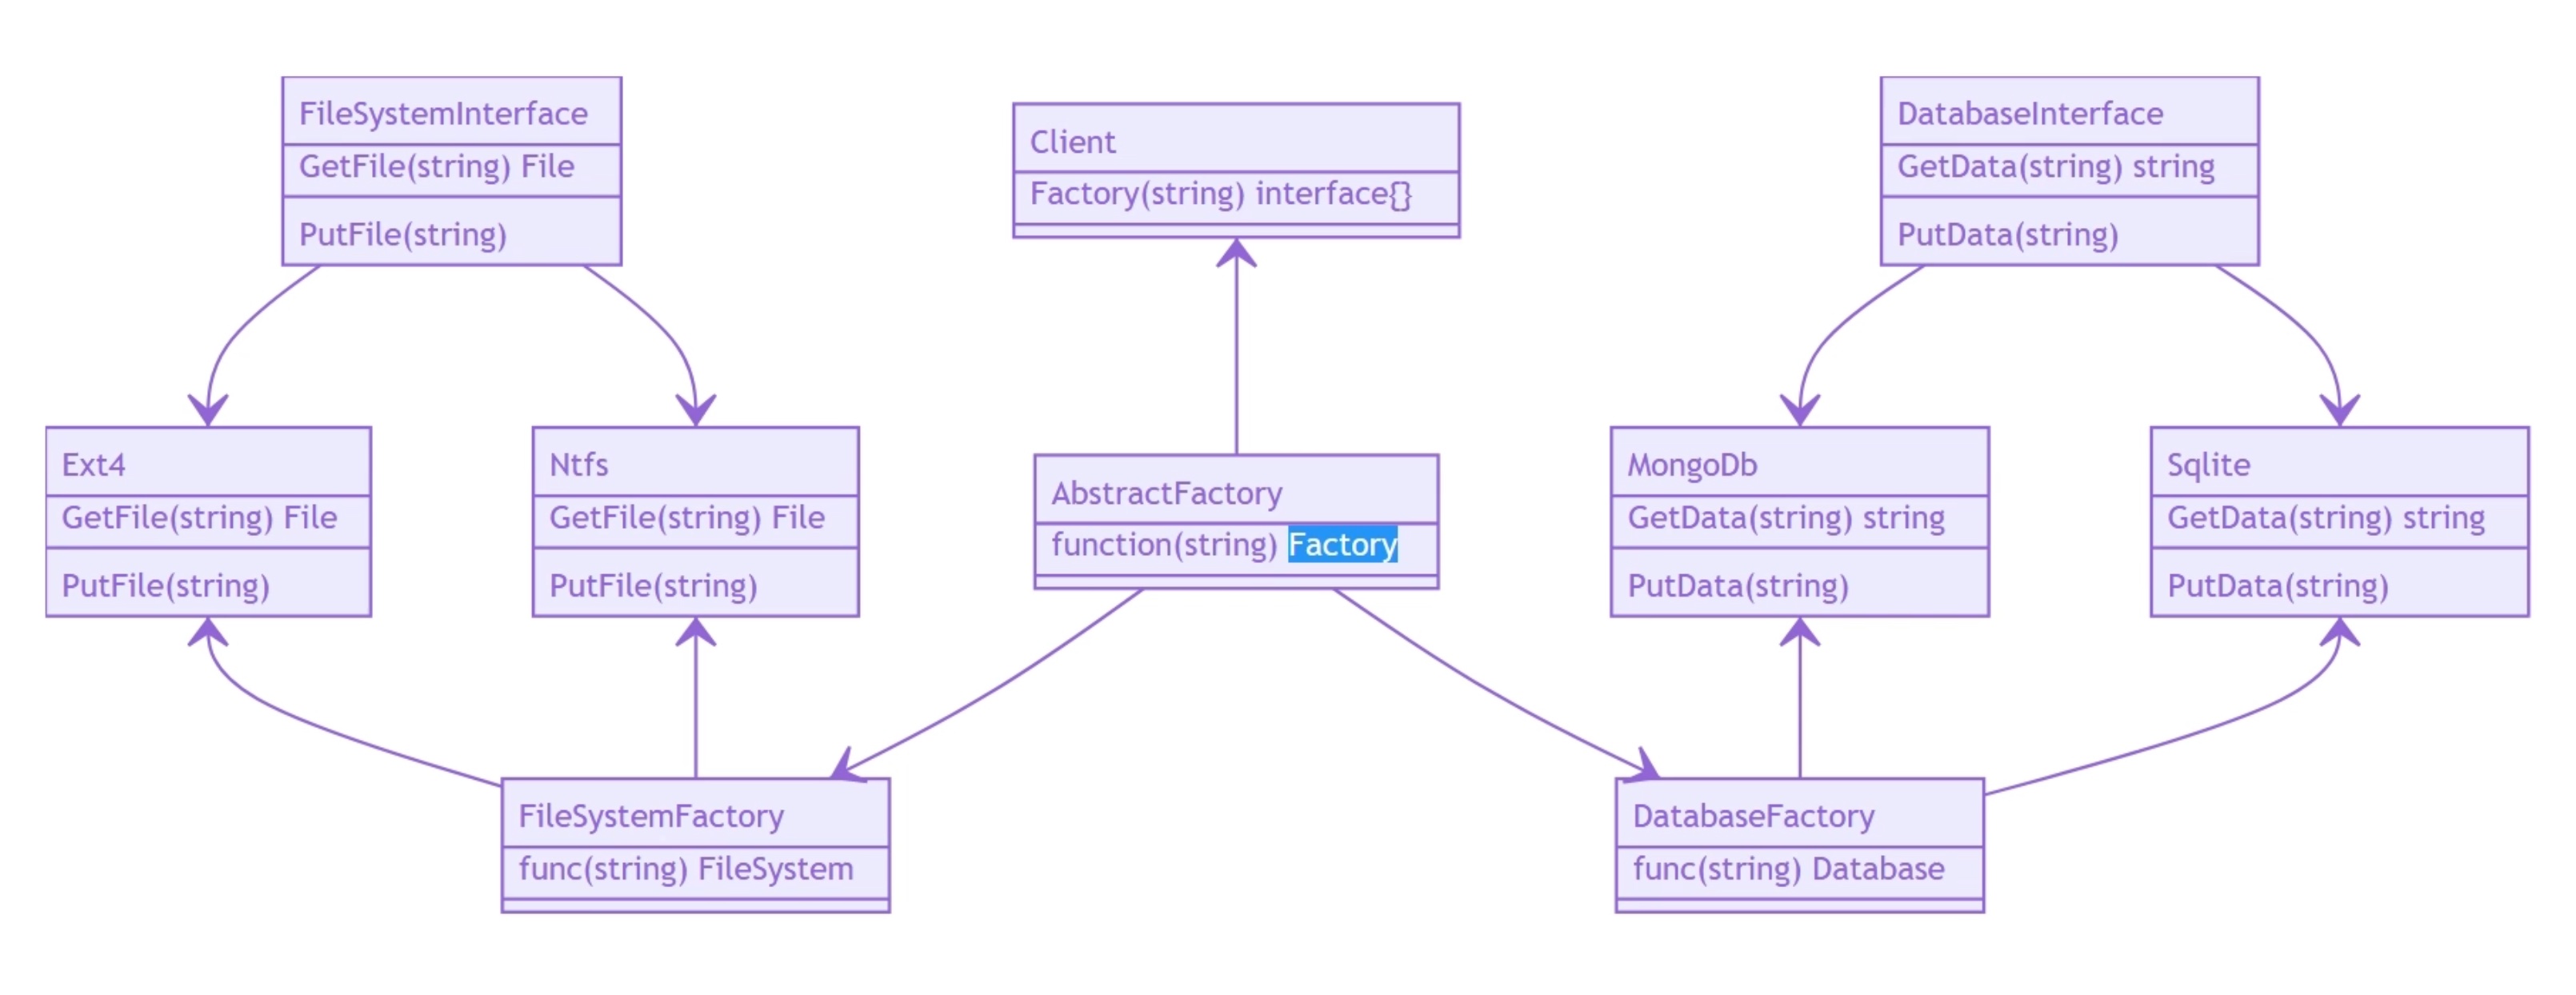 FileSystemInterface
GetFile(string) File
PutFile(string)
Client
Factory(string) interface{}
DatabaseInterface
GetData(string) string
PutData(string)
Ext4
GetFile(string) File
PutFile(string)
Ntfs
GetFile(string) File
PutFile(string)
AbstractFactory
function(string) Factory
MongoDb
GetData(string) string
PutData(string)
Sqlite
GetData(string) string
PutData(string)
FileSystemFactory
func(string) FileSystem
DatabaseFactory
func(string) Database